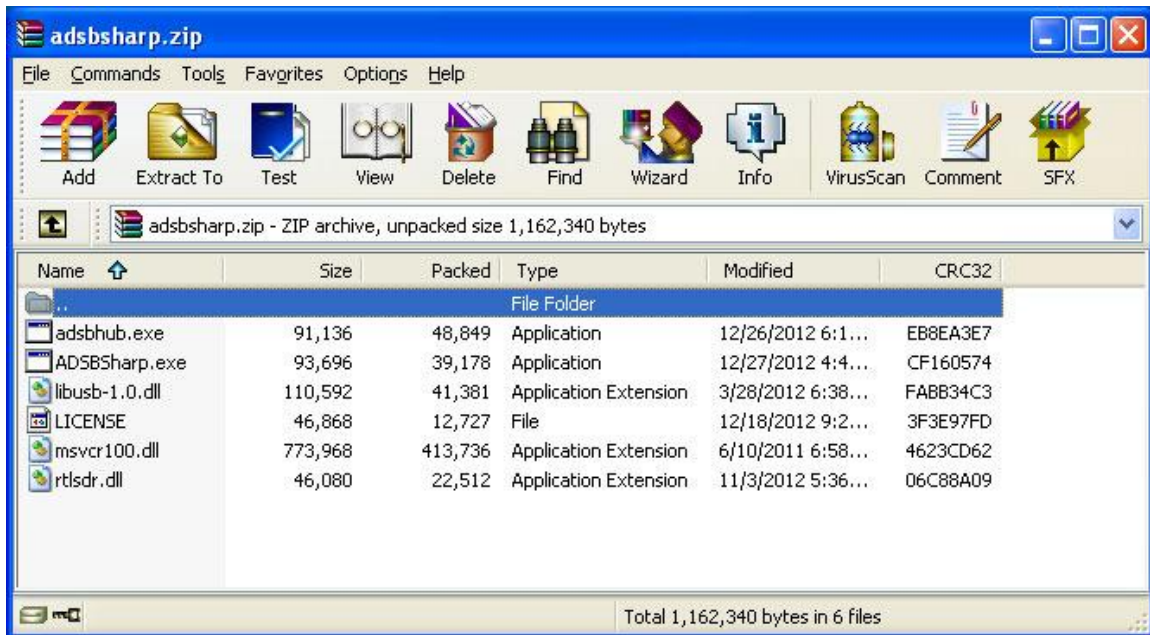 adsbsharp.zip
File Commands Tools Favorites Options Help
Add Extract To Test View Delete Find Wizard Info VirusScan Comment SFX
adsbsharp.zip - ZIP archive, unpacked size 1,162,340 bytes
Name Size Packed Type Modified CRC32
.. File Folder
adsbhub.exe 91,136 48,849 Application 12/26/2012 6:1... EB8EA3E7
ADSBSharp.exe 93,696 39,178 Application 12/27/2012 4:4... CF160574
libusb-1.0.dll 110,592 41,381 Application Extension 3/28/2012 6:38... FABB34C3
LICENSE 46,868 12,727 File 12/18/2012 9:2... 3F3E97FD
msvcr100.dll 773,968 413,736 Application Extension 6/10/2011 6:58... 4623CD62
rtlsdr.dll 46,080 22,512 Application Extension 11/3/2012 5:36... 06C88A09
Total 1,162,340 bytes in 6 files